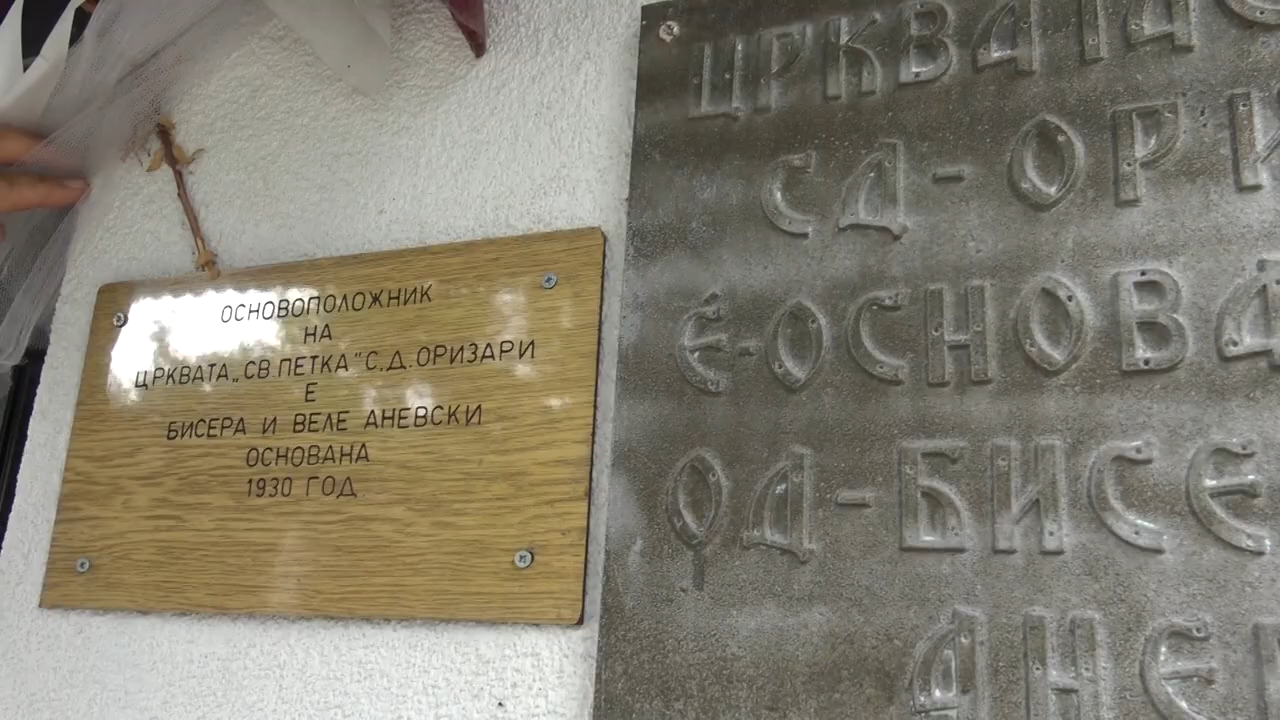 ОСНОВОПОЛОЖНИК
НА
ЦРКВАТА „СВ. ПЕТКА" С. Д. ОРИЗАРИ
Е
БИСЕРА И ВЕЛЕ АНЕВСКИ
ОСНОВАНА
1930 ГОД.
ЦРКВАТА
СД-ОРИ
Е-ОСНОВА
ОД-БИСЕ
АНЕ